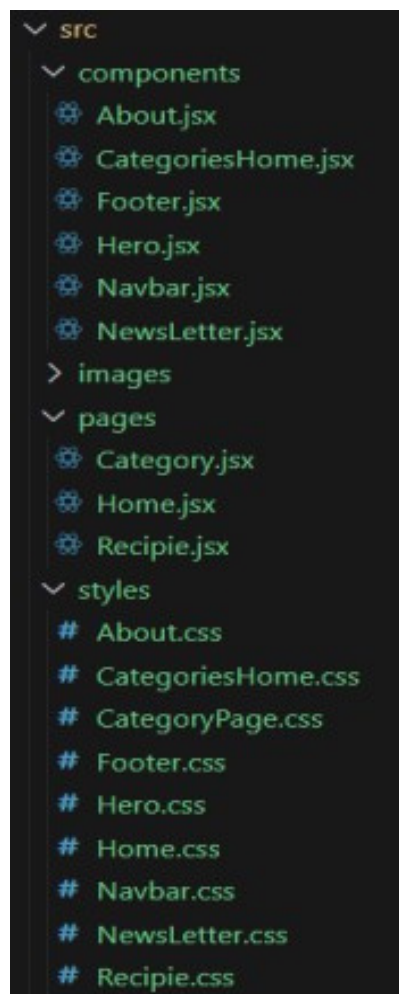 src
components
About.jsx
CategoriesHome.jsx
Footer.jsx
Hero.jsx
Navbar.jsx
NewsLetter.jsx
images
pages
Category.jsx
Home.jsx
Recipie.jsx
styles
# About.css
# CategoriesHome.css
# CategoryPage.css
# Footer.css
# Hero.css
# Home.css
# Navbar.css
# NewsLetter.css
# Recipie.css